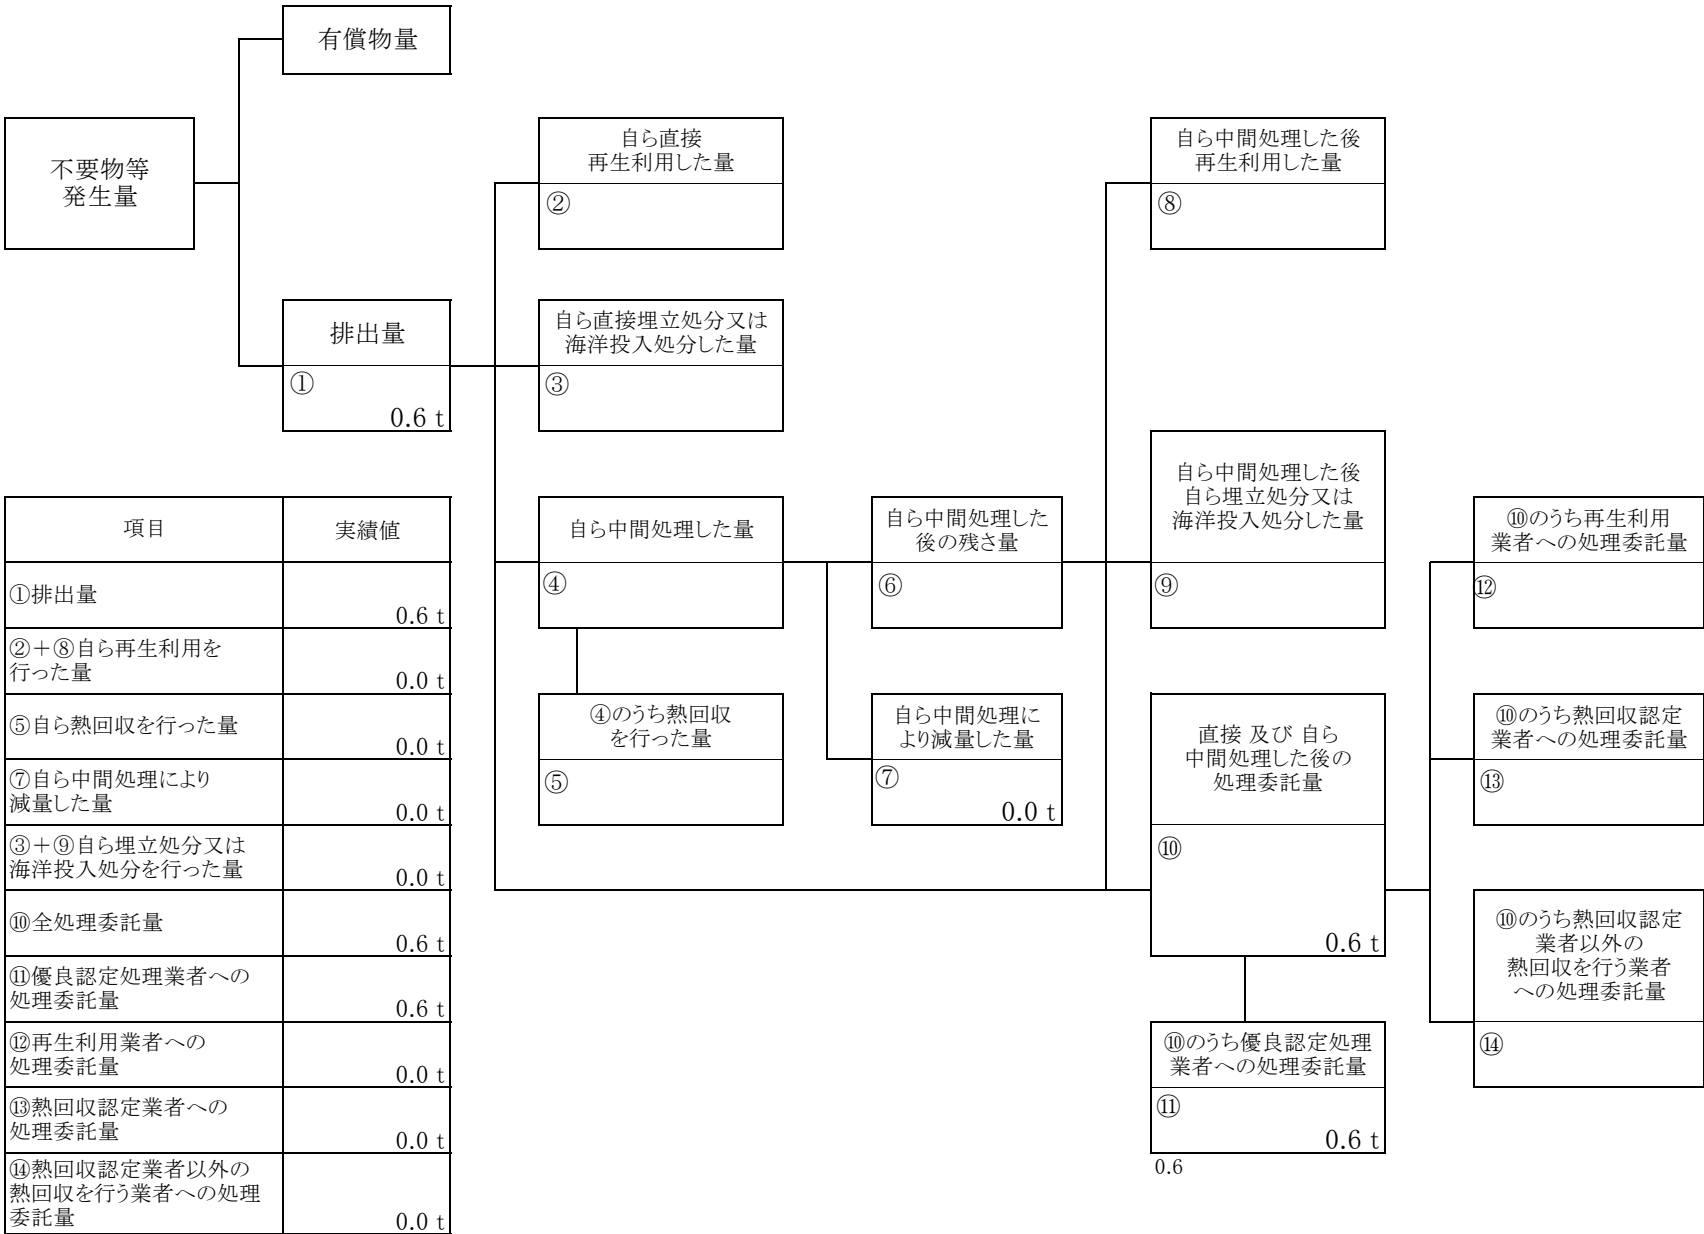 有償物量
不要物等
発生量
排出量
①
0.6 t
自ら直接
再生利用した量
②
自ら直接埋立処分又は
海洋投入処分した量
③
自ら中間処理した量
④
④のうち熱回収
を行った量
⑤
自ら中間処理した
後の残さ量
⑥
自ら中間処理に
より減量した量
⑦
0.0 t
自ら中間処理した後
再生利用した量
⑧
自ら中間処理した後
自ら埋立処分又は
海洋投入処分した量
⑨
直接 及び 自ら
中間処理した後の
処理委託量
⑩
0.6 t
⑩のうち優良認定処理
業者への処理委託量
⑪
0.6 t
0.6
⑩のうち再生利用
業者への処理委託量
⑫
⑩のうち熱回収認定
業者への処理委託量
⑬
⑩のうち熱回収認定
業者以外の
熱回収を行う業者
への処理委託量
⑭
項目 実績値
①排出量
0.6 t
②+⑧自ら再生利用を
行った量
0.0 t
⑤自ら熱回収を行った量
0.0 t
⑦自ら中間処理により
減量した量
0.0 t
③+⑨自ら埋立処分又は
海洋投入処分を行った量
0.0 t
⑩全処理委託量
0.6 t
⑪優良認定処理業者への
処理委託量
0.6 t
⑫再生利用業者への
処理委託量
0.0 t
⑬熱回収認定業者への
処理委託量
0.0 t
⑭熱回収認定業者以外の
熱回収を行う業者への処理
委託量
0.0 t